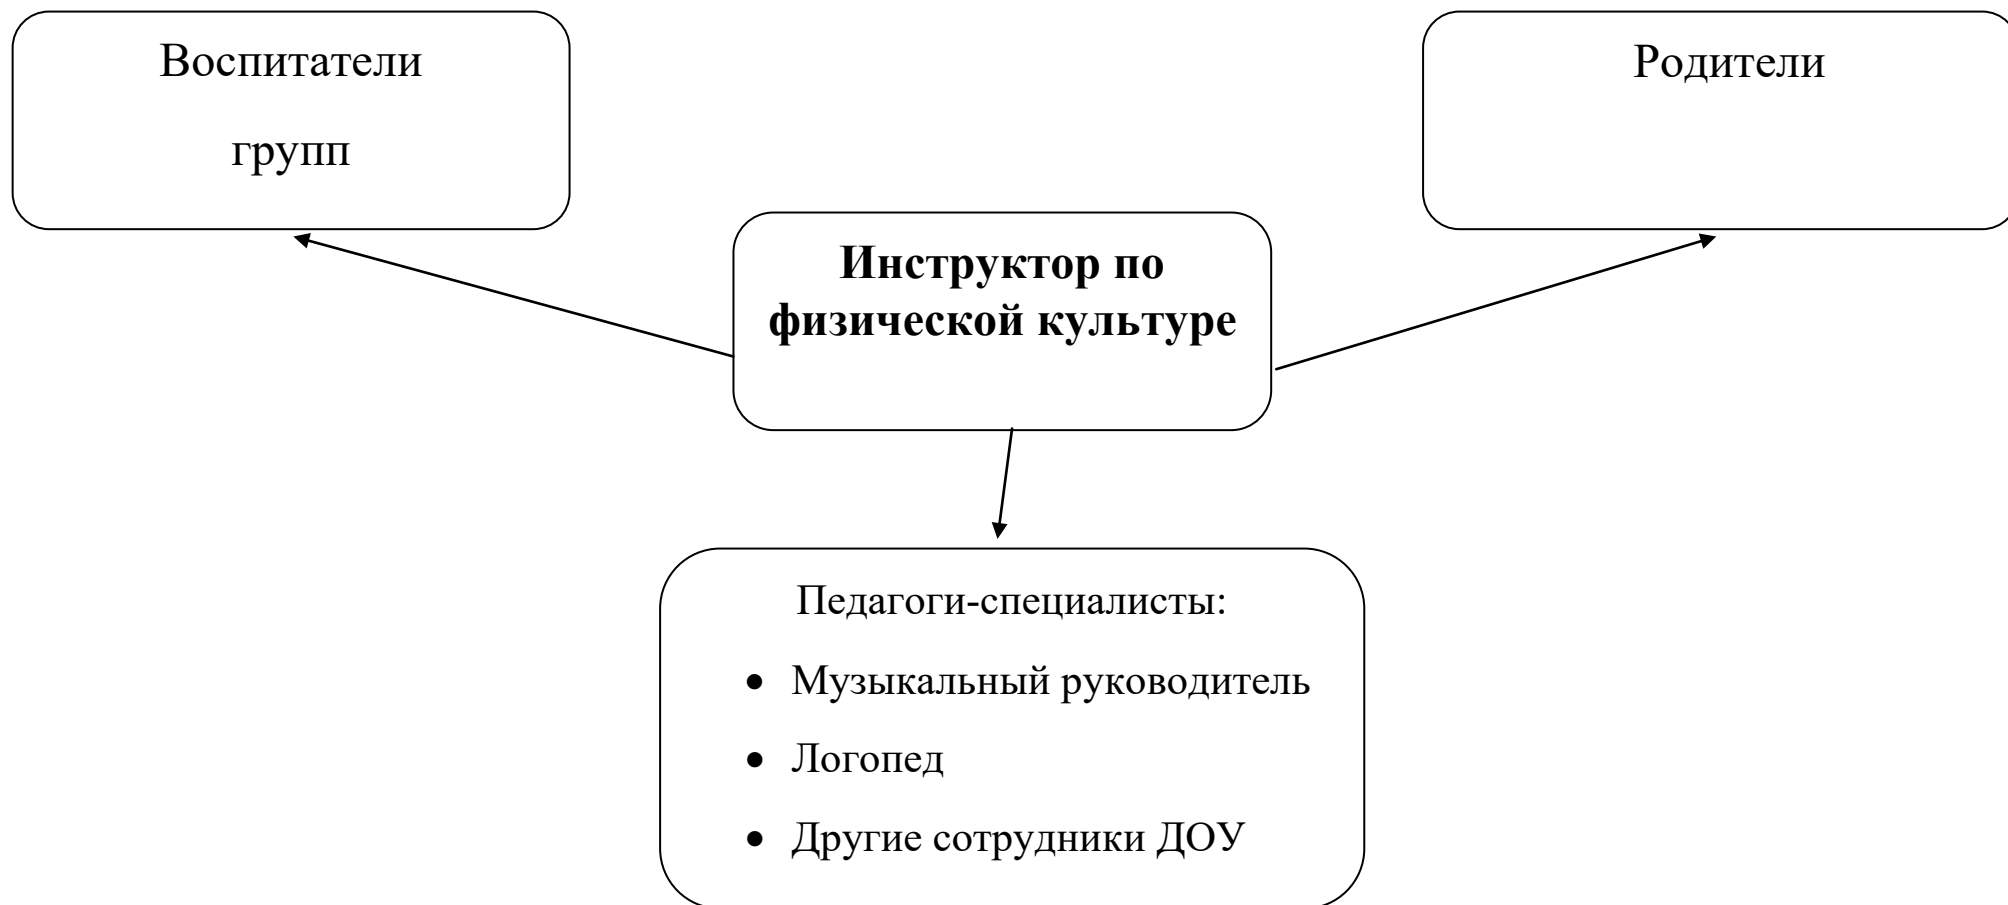 Воспитатели
групп
Родители
Инструктор по
физической культуре
Педагоги-специалисты:
• Музыкальный руководитель
• Логопед
• Другие сотрудники ДОУ